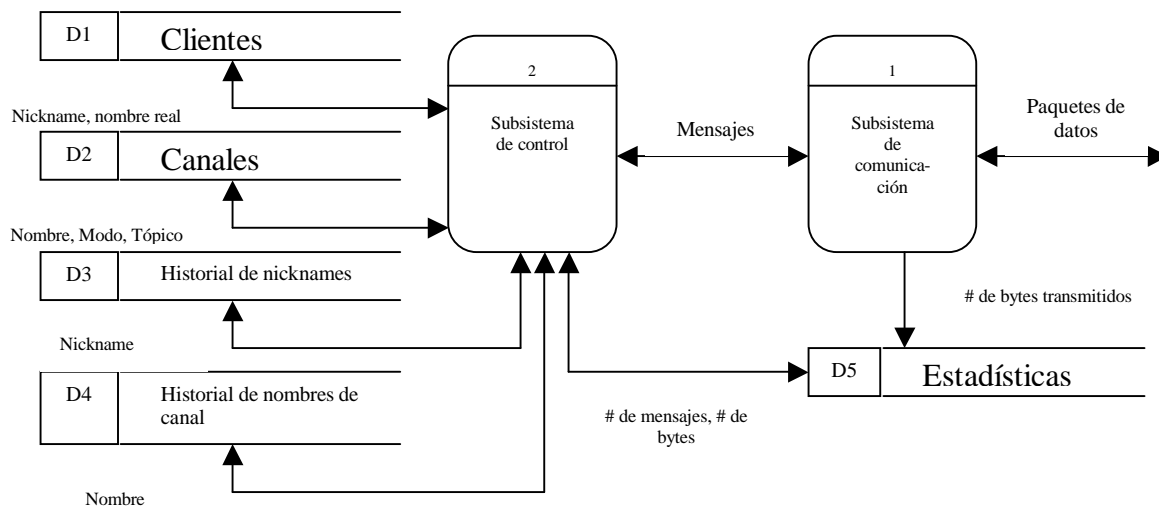 D1
Clientes
Nickname, nombre real
D2
Canales
Nombre, Modo, Tópico
D3
Historial de nicknames
Nickname
D4
Historial de nombres de
canal
Nombre
2
Subsistema
de control
Mensajes
1
Subsistema
de
comunica-
ción
Paquetes de
datos
# de bytes transmitidos
D5
Estadísticas
# de mensajes, # de
bytes